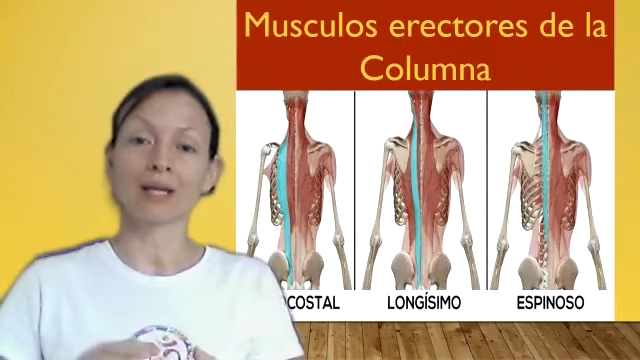 Musculos erectores de la
Columna
COSTAL
LONGÍSIMO
ESPINOSO